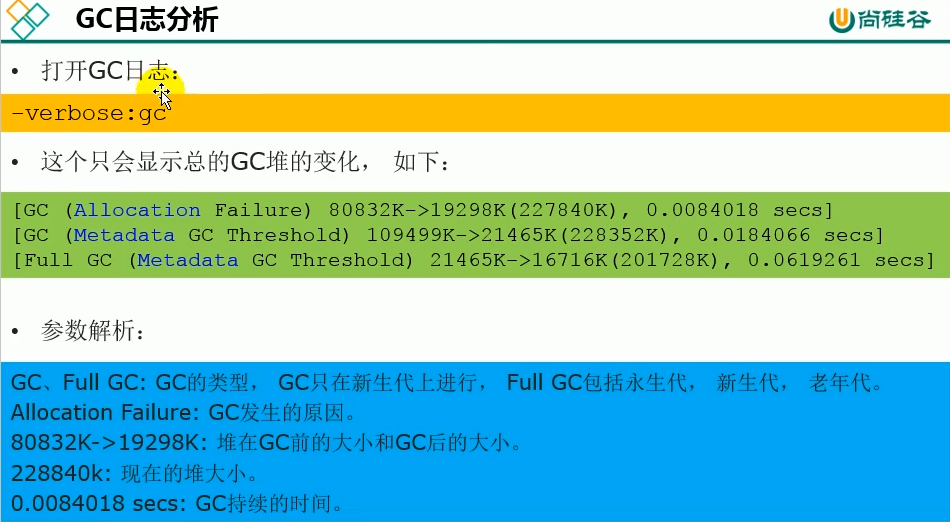 GC日志分析
尚硅谷
• 打开GC日志：
-verbose:gc
• 这个只会显示总的GC堆的变化， 如下：
[GC (Allocation Failure) 80832K->19298K(227840K), 0.0084018 secs]
[GC (Metadata GC Threshold) 109499K->21465K(228352K), 0.0184066 secs]
[Full GC (Metadata GC Threshold) 21465K->16716K(201728K), 0.0619261 secs]
• 参数解析：
GC、Full GC: GC的类型， GC只在新生代上进行， Full GC包括永生代， 新生代， 老年代。
Allocation Failure: GC发生的原因。
80832K->19298K: 堆在GC前的大小和GC后的大小。
228840k: 现在的堆大小。
0.0084018 secs: GC持续的时间。